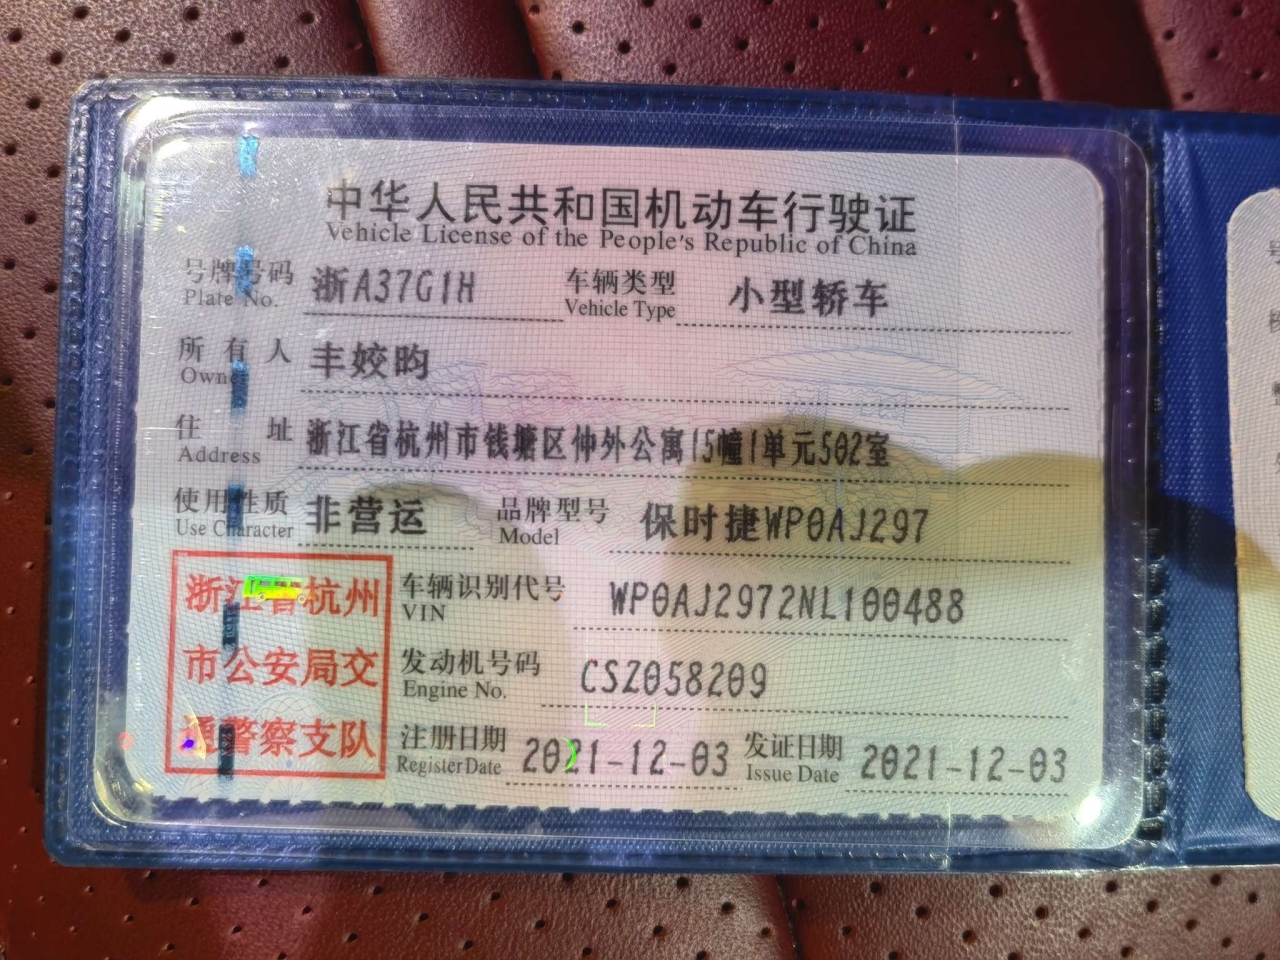 中华人民共和国机动车行驶证
Vehicle License of the People's Republic of China
号牌号码 浙A37G1H 车辆类型 小型轿车
Plate No. Vehicle Type
所有人 丰姣昀
Owner
住址 浙江省杭州市钱塘区仲外公寓15幢1单元502室
Address
使用性质 非营运 品牌型号 保时捷WP0AJ297
Use Character Model
浙江省杭州
市公安局交
通警察支队
车辆识别代号 WP0AJ2972NL100488
VIN
发动机号码 CSZ058209
Engine No.
注册日期 2021-12-03 发证日期 2021-12-03
Register Date Issue Date